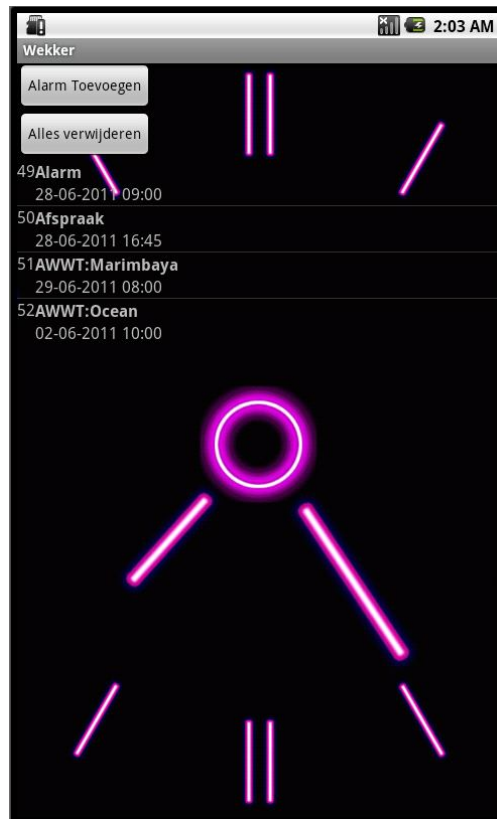 2:03 AM
Wekker
Alarm Toevoegen
Alles verwijderen
49Alarm
28-06-2011 09:00
50Afspraak
28-06-2011 16:45
51AWWT:Marimbaya
29-06-2011 08:00
52AWWT:Ocean
02-06-2011 10:00